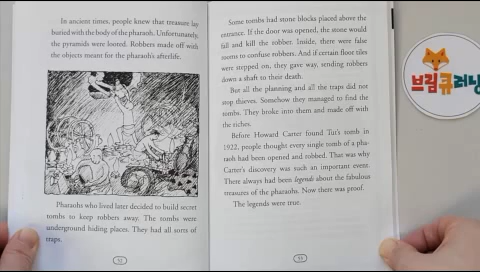 In ancient times, people knew that treasure lay
buried with the body of the pharaoh. Unfortunately,
the pyramids were looted. Robbers made off with
the objects meant for the pharaoh's afterlife.
Pharaohs who lived later decided to build secret
tombs to keep robbers away. The tombs were
underground hiding places. They had all sorts of
traps.
52
Some tombs had stone blocks placed above the
entrance. If the door was opened, the stone would
fall and kill the robber. Inside, there were false
rooms to confuse robbers. And if certain floor tiles
were stepped on, they gave way, sending robbers
down a shaft to their death.
But all the planning and all the traps did not
stop thieves. Somehow they managed to find the
tombs. They broke into them and made off with
the riches.
Before Howard Carter found Tut's tomb in
1922, people thought every single tomb of a pha-
raoh had been opened and robbed. That was why
Carter's discovery was such an important event.
There always had been legends about the fabulous
treasures of the pharaohs. Now there was proof.
The legends were true.
53
브림큐러닝